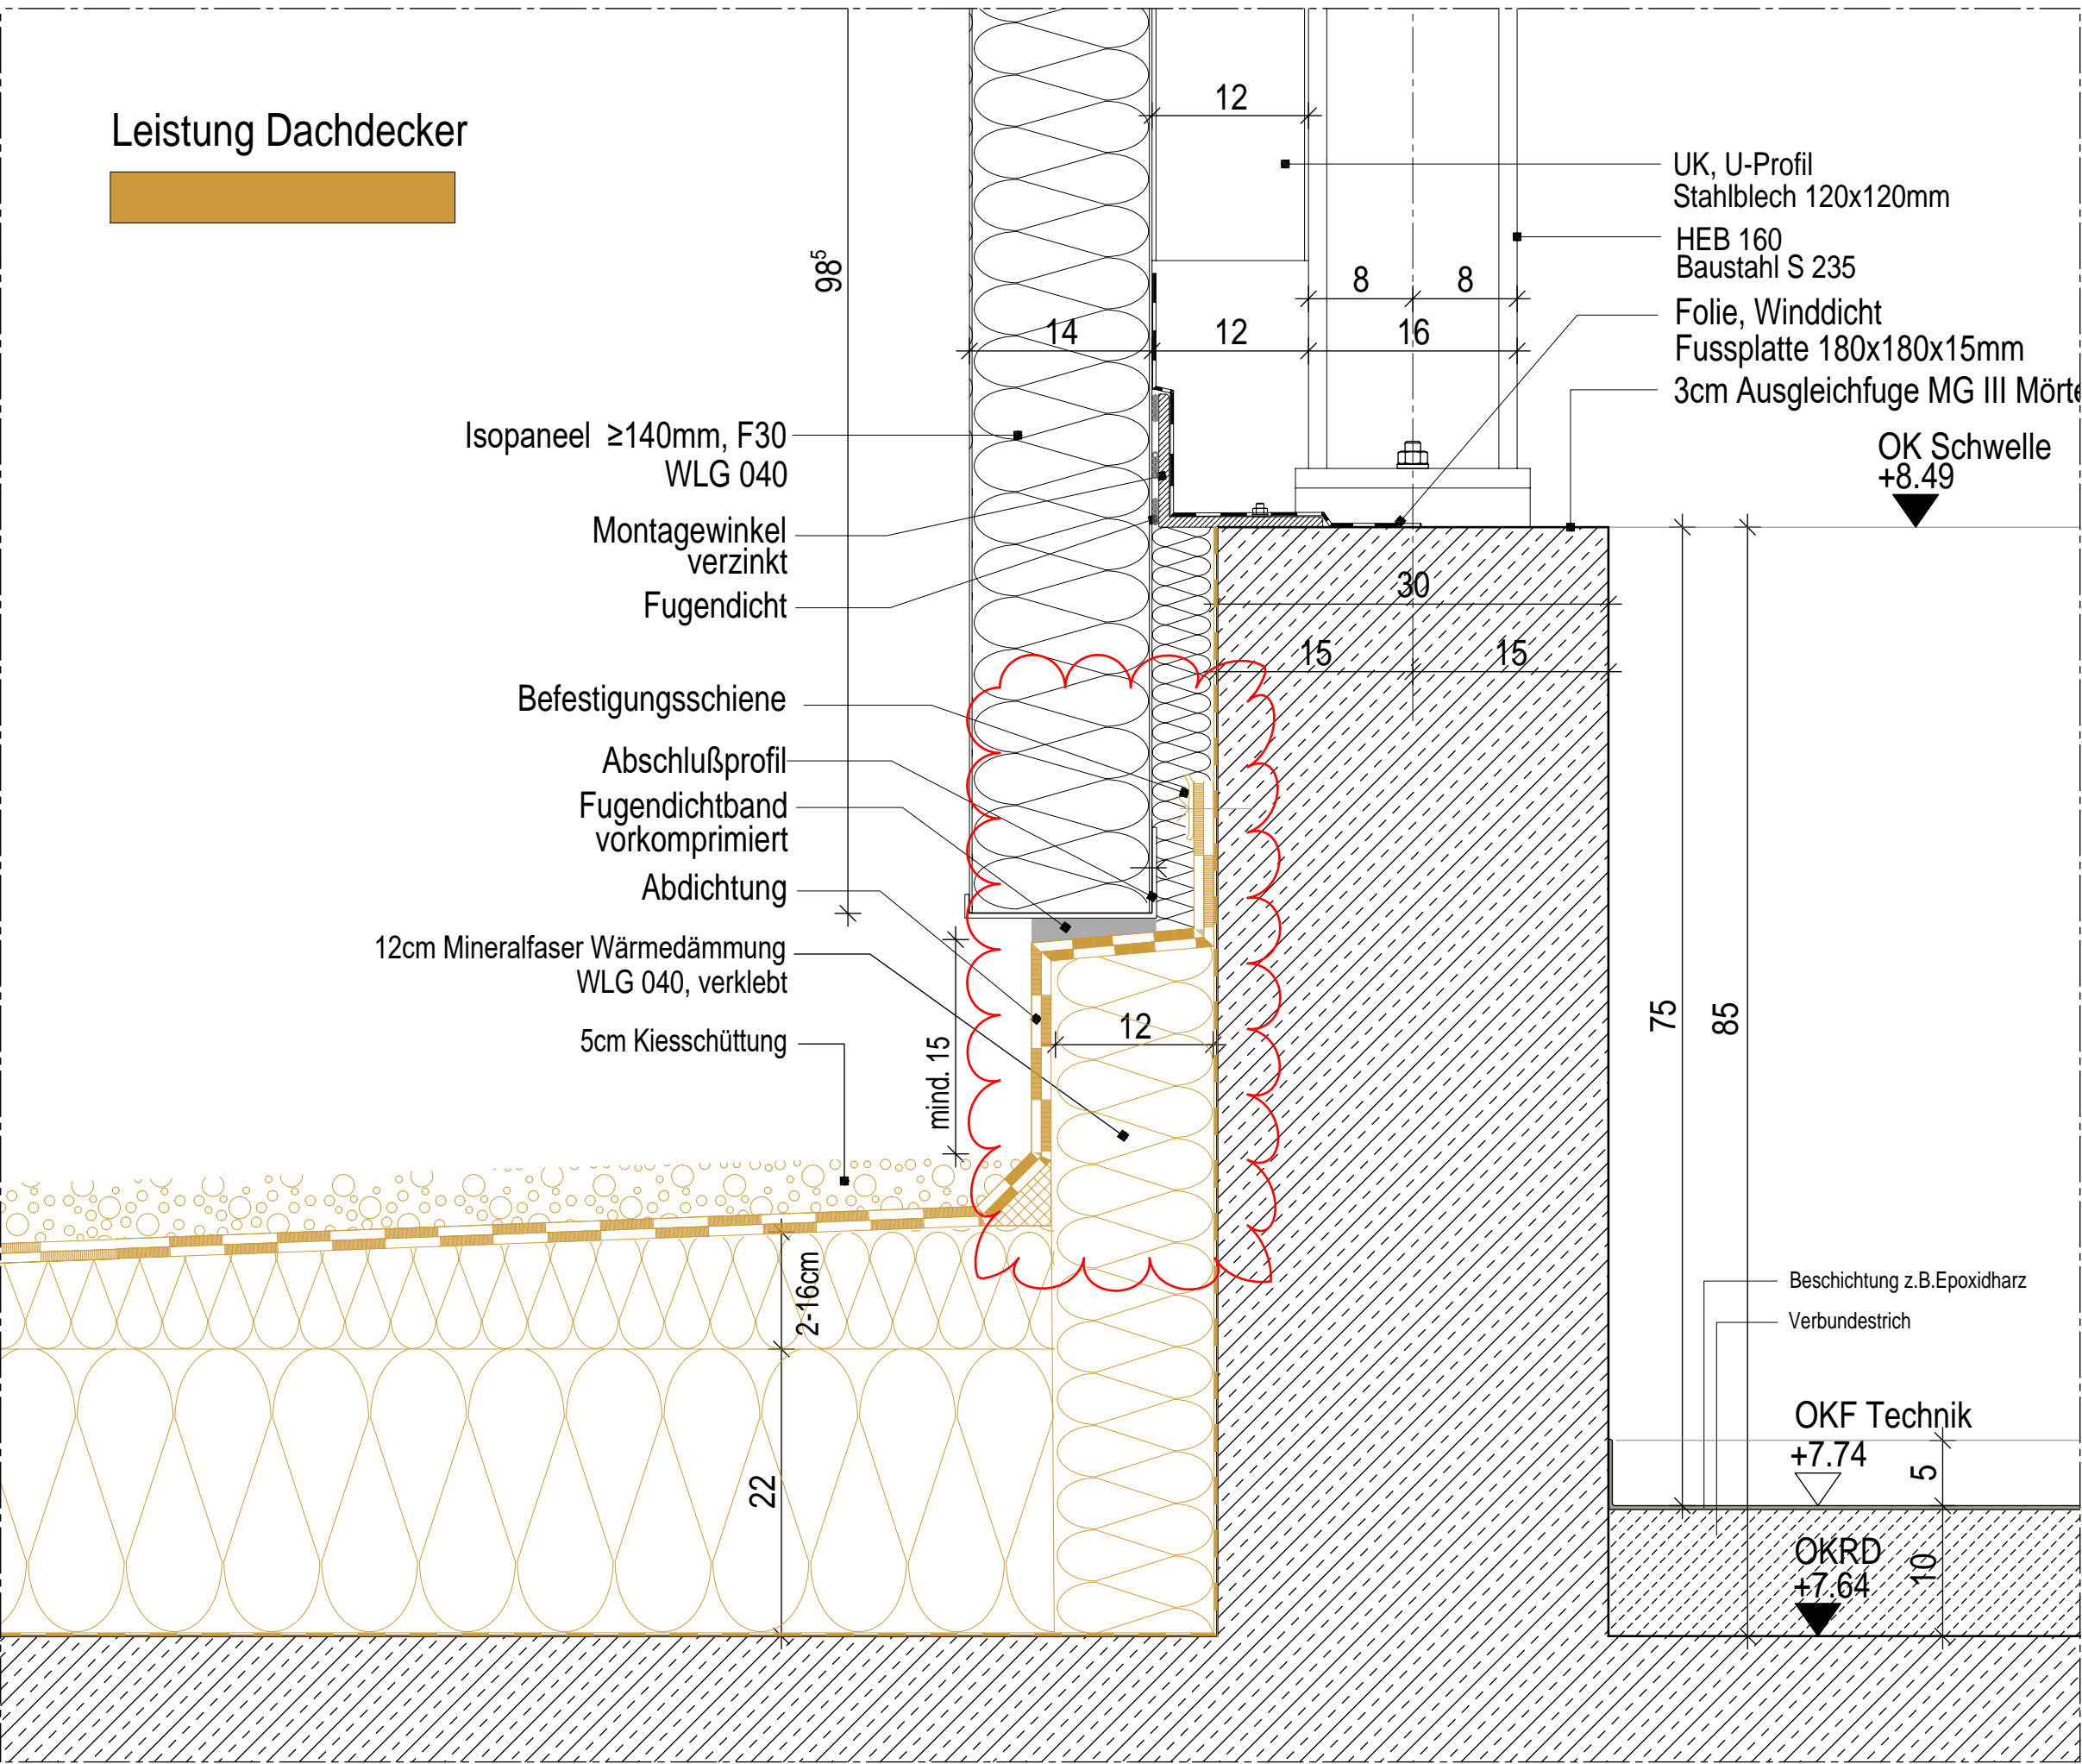 Leistung Dachdecker
12
UK, U-Profil
Stahlblech 120x120mm
HEB 160
Baustahl S 235
98⁵
8
8
Folie, Winddicht
14
12
16
Fussplatte 180x180x15mm
3cm Ausgleichfuge MG III Mörte
Isopaneel ≥140mm, F30
WLG 040
OK Schwelle
+8.49
Montagewinkel
verzinkt
Fugendicht
30
15
15
Befestigungsschiene
Abschlußprofil
Fugendichtband
vorkomprimiert
Abdichtung
12cm Mineralfaser Wärmedämmung
WLG 040, verklebt
5cm Kiesschüttung
mind. 15
12
75
85
2-16cm
22
Beschichtung z.B.Epoxidharz
Verbundestrich
OKF Technik
+7.74
5
OKRD
+7.64
10